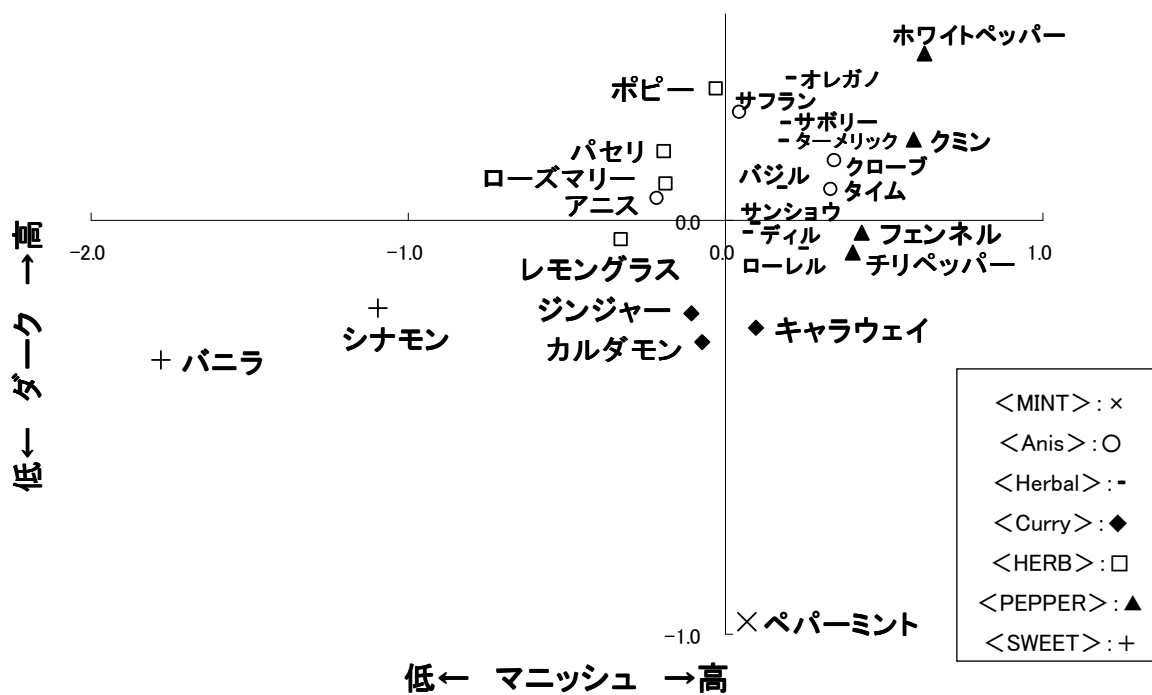 ホワイトペッパー
オレガノ
ポピー
サフラン
サボリー
ターメリック
クミン
パセリ
クローブ
ローズマリー
バジル
タイム
アニス
サンショウ
0.0
ディル
フェンネル
-2.0
-1.0
0.0
1.0
レモングラス
ローレル
チリペッパー
ジンジャー
キャラウェイ
シナモン
カルダモン
バニラ
低← ダーク →高
<MINT>：×
<Anis>：○
<Herbal>：-
<Curry>：◆
<HERB>：□
<PEPPER>：▲
<SWEET>：+
ペパーミント
-1.0
低← マニッシュ →高